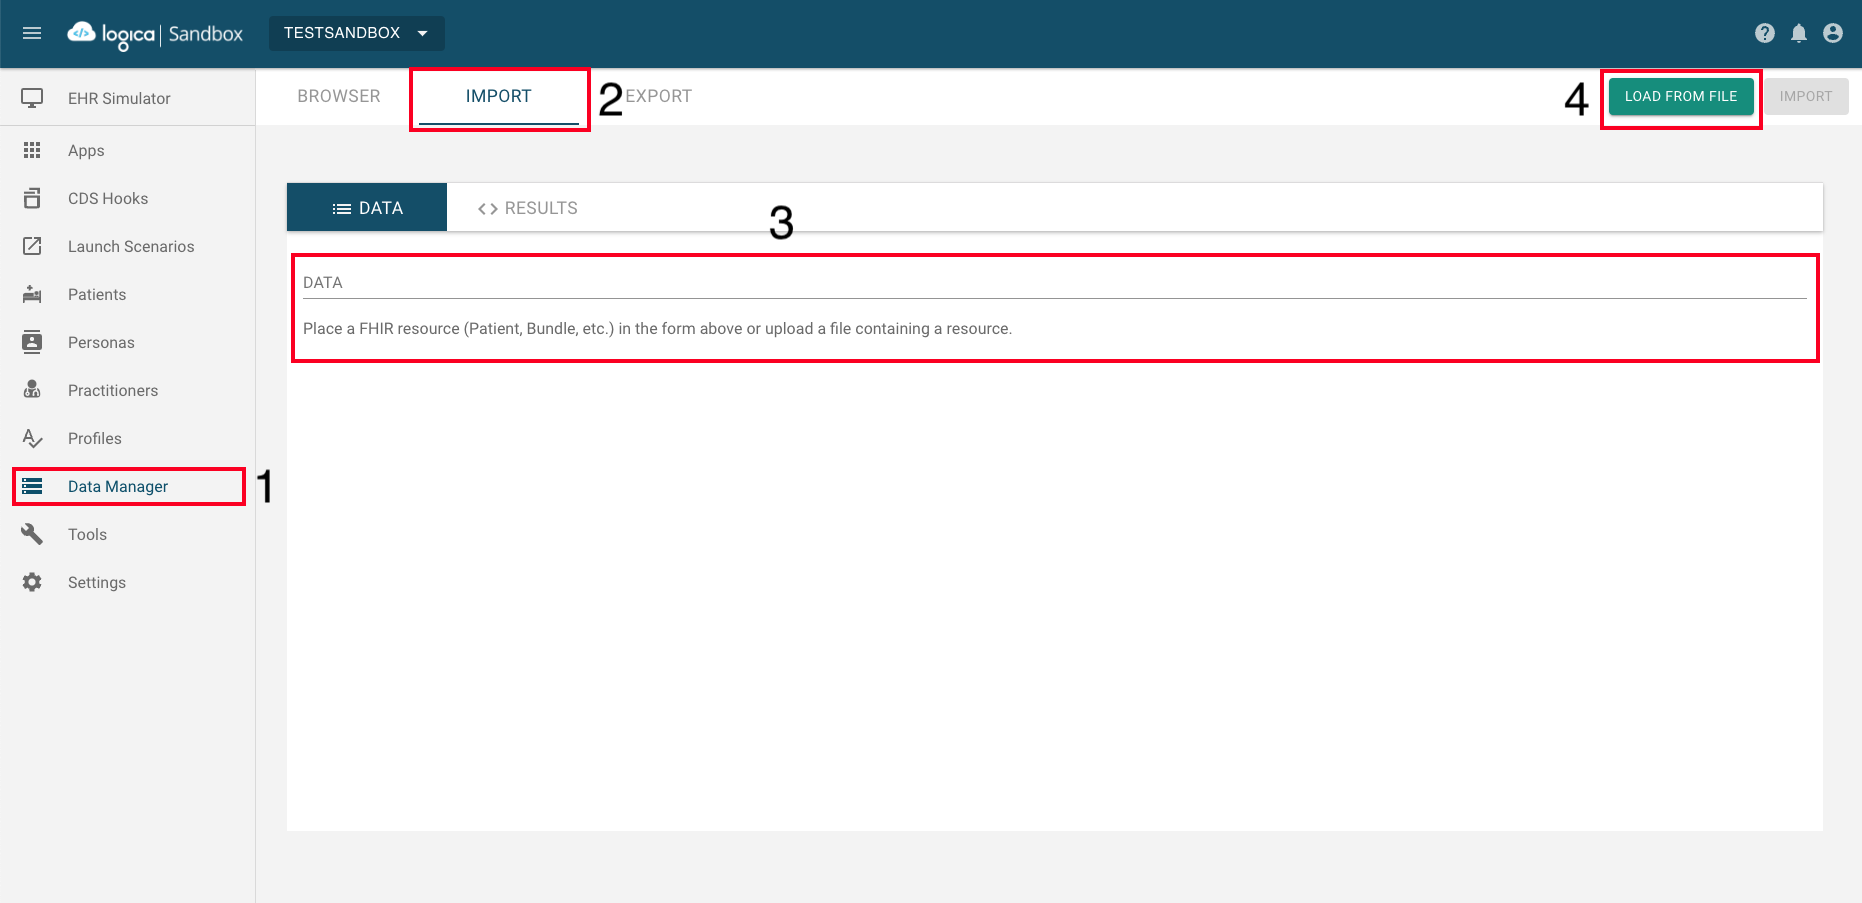 logica | Sandbox
TESTSANDBOX
EHR Simulator
Apps
CDS Hooks
Launch Scenarios
Patients
Personas
Practitioners
Profiles
Data Manager
1
Tools
Settings
BROWSER
IMPORT
2
EXPORT
4
LOAD FROM FILE
IMPORT
DATA
RESULTS
3
DATA
Place a FHIR resource (Patient, Bundle, etc.) in the form above or upload a file containing a resource.